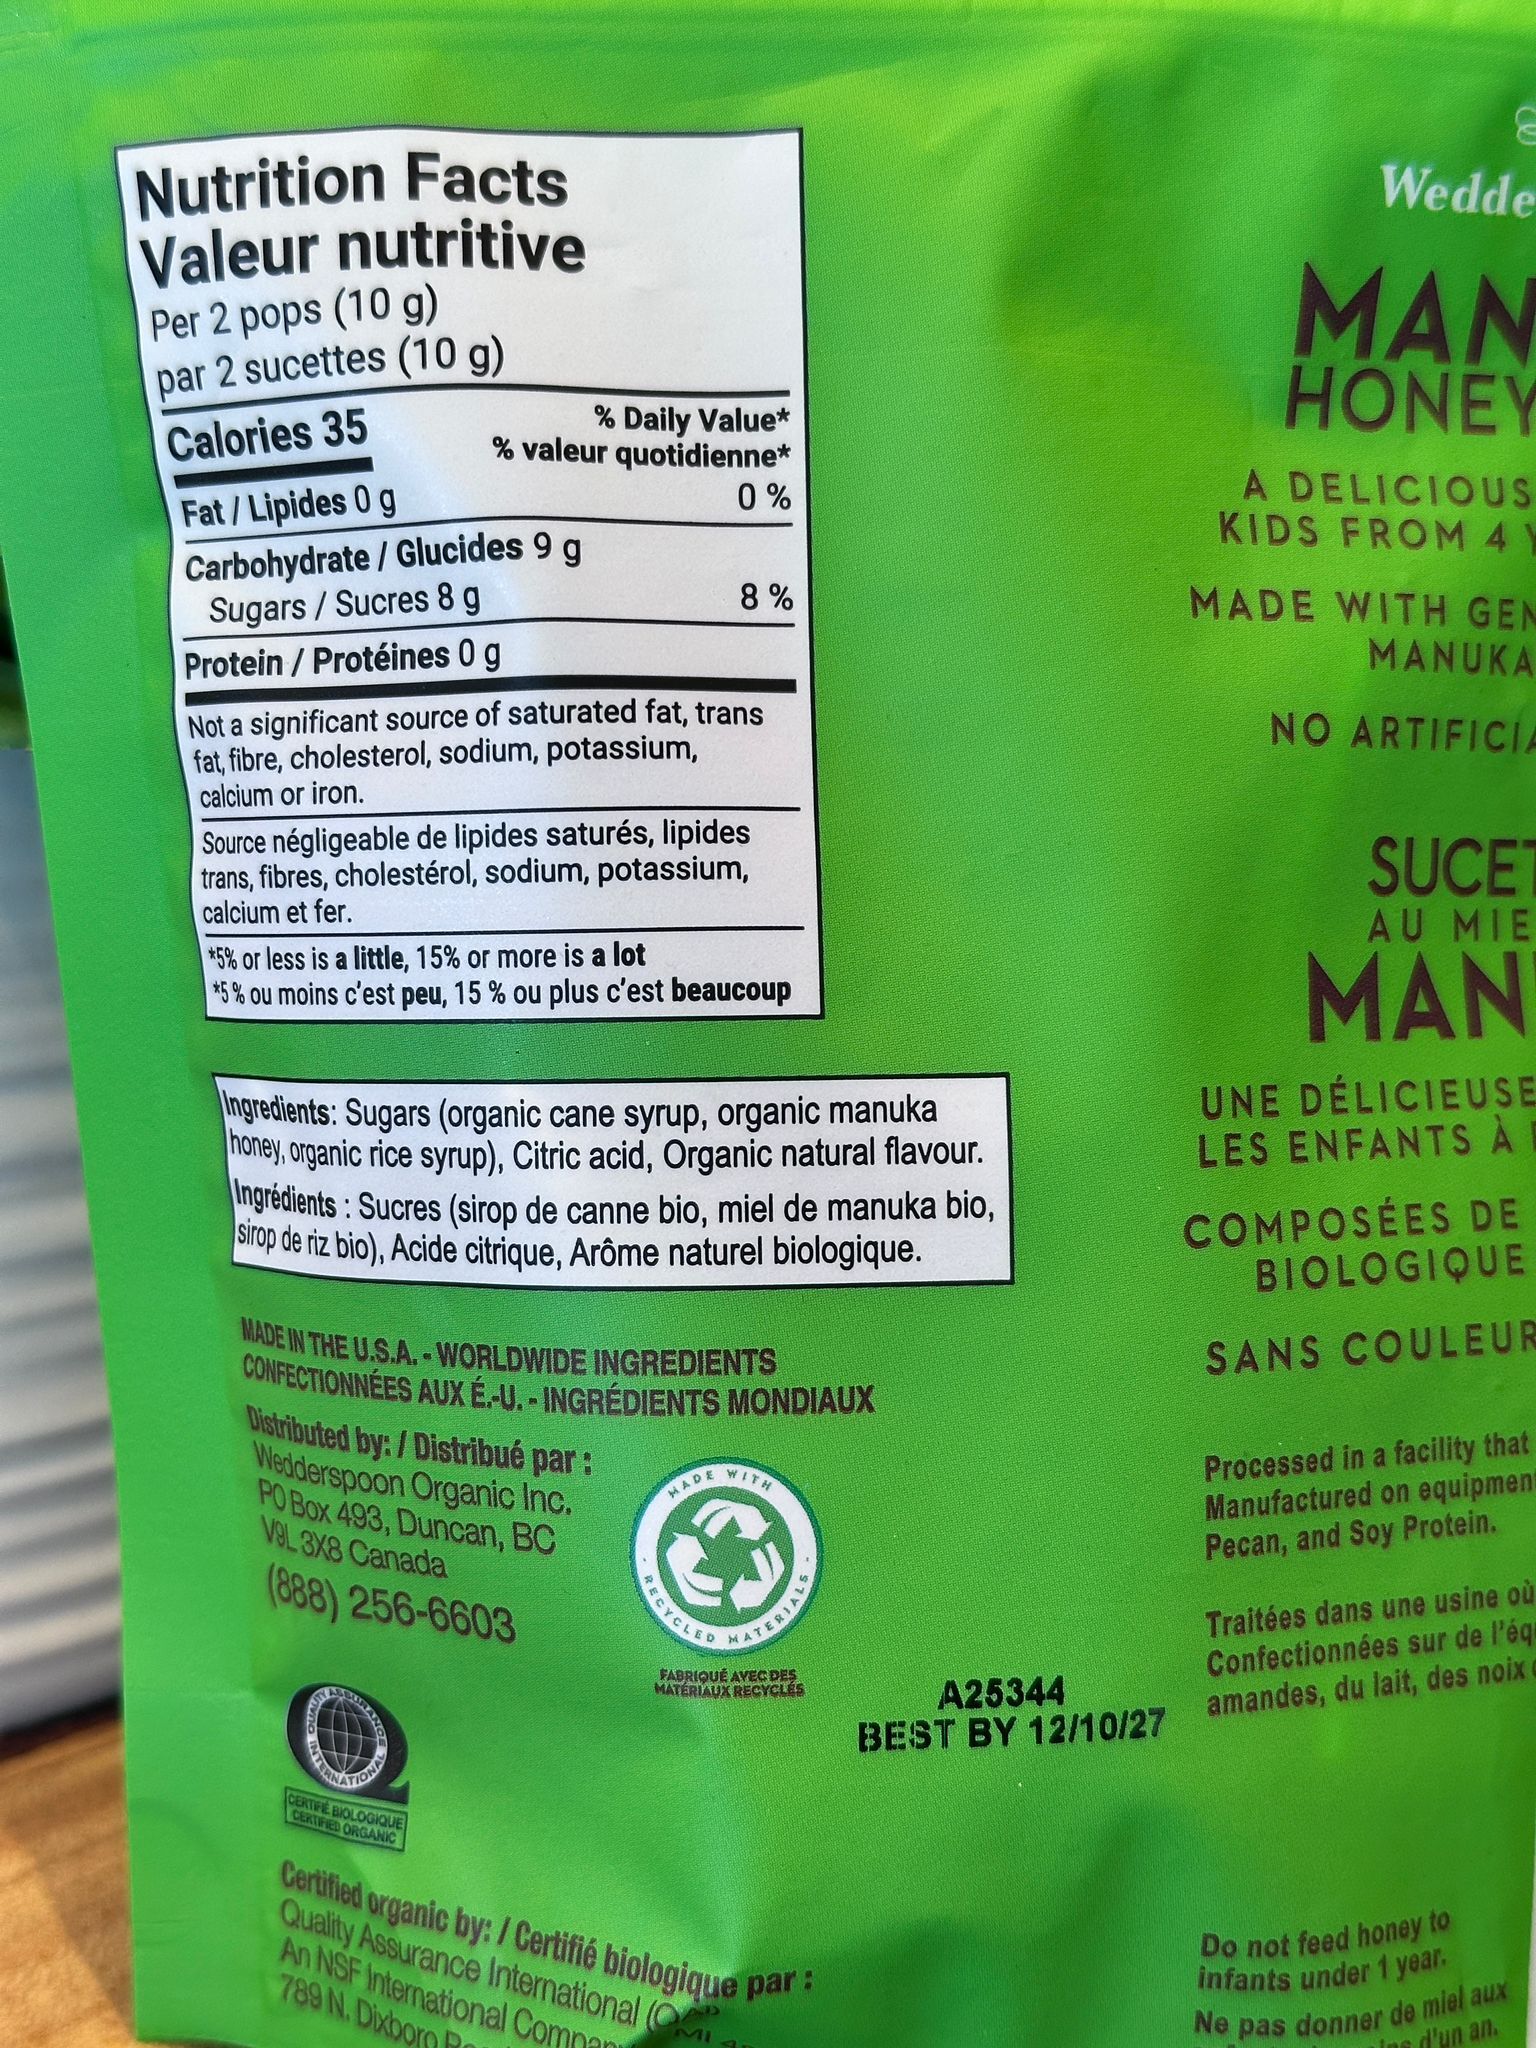 Nutrition Facts
Valeur nutritive
Per 2 pops (10 g)
par 2 sucettes (10 g)
Calories 35
% Daily Value*
% valeur quotidienne*
Fat / Lipides 0 g 0 %
Carbohydrate / Glucides 9 g
Sugars / Sucres 8 g 8 %
Protein / Protéines 0 g
Not a significant source of saturated fat, trans
fat, fibre, cholesterol, sodium, potassium,
calcium or iron.
Source négligeable de lipides saturés, lipides
trans, fibres, cholestérol, sodium, potassium,
calcium et fer.
*5% or less is a little, 15% or more is a lot
*5 % ou moins c'est peu, 15 % ou plus c'est beaucoup
Ingredients: Sugars (organic cane syrup, organic manuka
honey, organic rice syrup), Citric acid, Organic natural flavour.
Ingrédients : Sucres (sirop de canne bio, miel de manuka bio,
sirop de riz bio), Acide citrique, Arôme naturel biologique.
MADE IN THE U.S.A. - WORLDWIDE INGREDIENTS
CONFECTIONNÉES AUX É.-U. - INGRÉDIENTS MONDIAUX
Distributed by: / Distribué par :
Wedderspoon Organic Inc.
PO Box 493, Duncan, BC
V9L 3X8 Canada
(888) 256-6603
MADE WITH
RECYCLED MATERIALS
FABRIQUÉ AVEC DES
MATÉRIAUX RECYCLÉS
A25344
BEST BY 12/10/27
QUALITY ASSURANCE
INTERNATIONAL
CERTIFIÉ BIOLOGIQUE
CERTIFIED ORGANIC
Certified organic by: / Certifié biologique par :
Quality Assurance International
An NSF International
789 N. Dixboro
MI
Wedde
MAN
HONEY
A DELICIOUS
KIDS FROM 4
MADE WITH GEN
MANUKA
NO ARTIFICIA
SUCET
AU MIE
MAN
UNE DÉLICIEUSE
LES ENFANTS À
COMPOSÉES DE
BIOLOGIQUE
SANS COULEUR
Processed in a facility that
Manufactured on equipmen
Pecan, and Soy Protein.
Traitées dans une usine où
Confectionnées sur de l'équ
amandes, du lait, des noix
Do not feed honey to
infants under 1 year.
Ne pas donner de miel aux
d'un an.